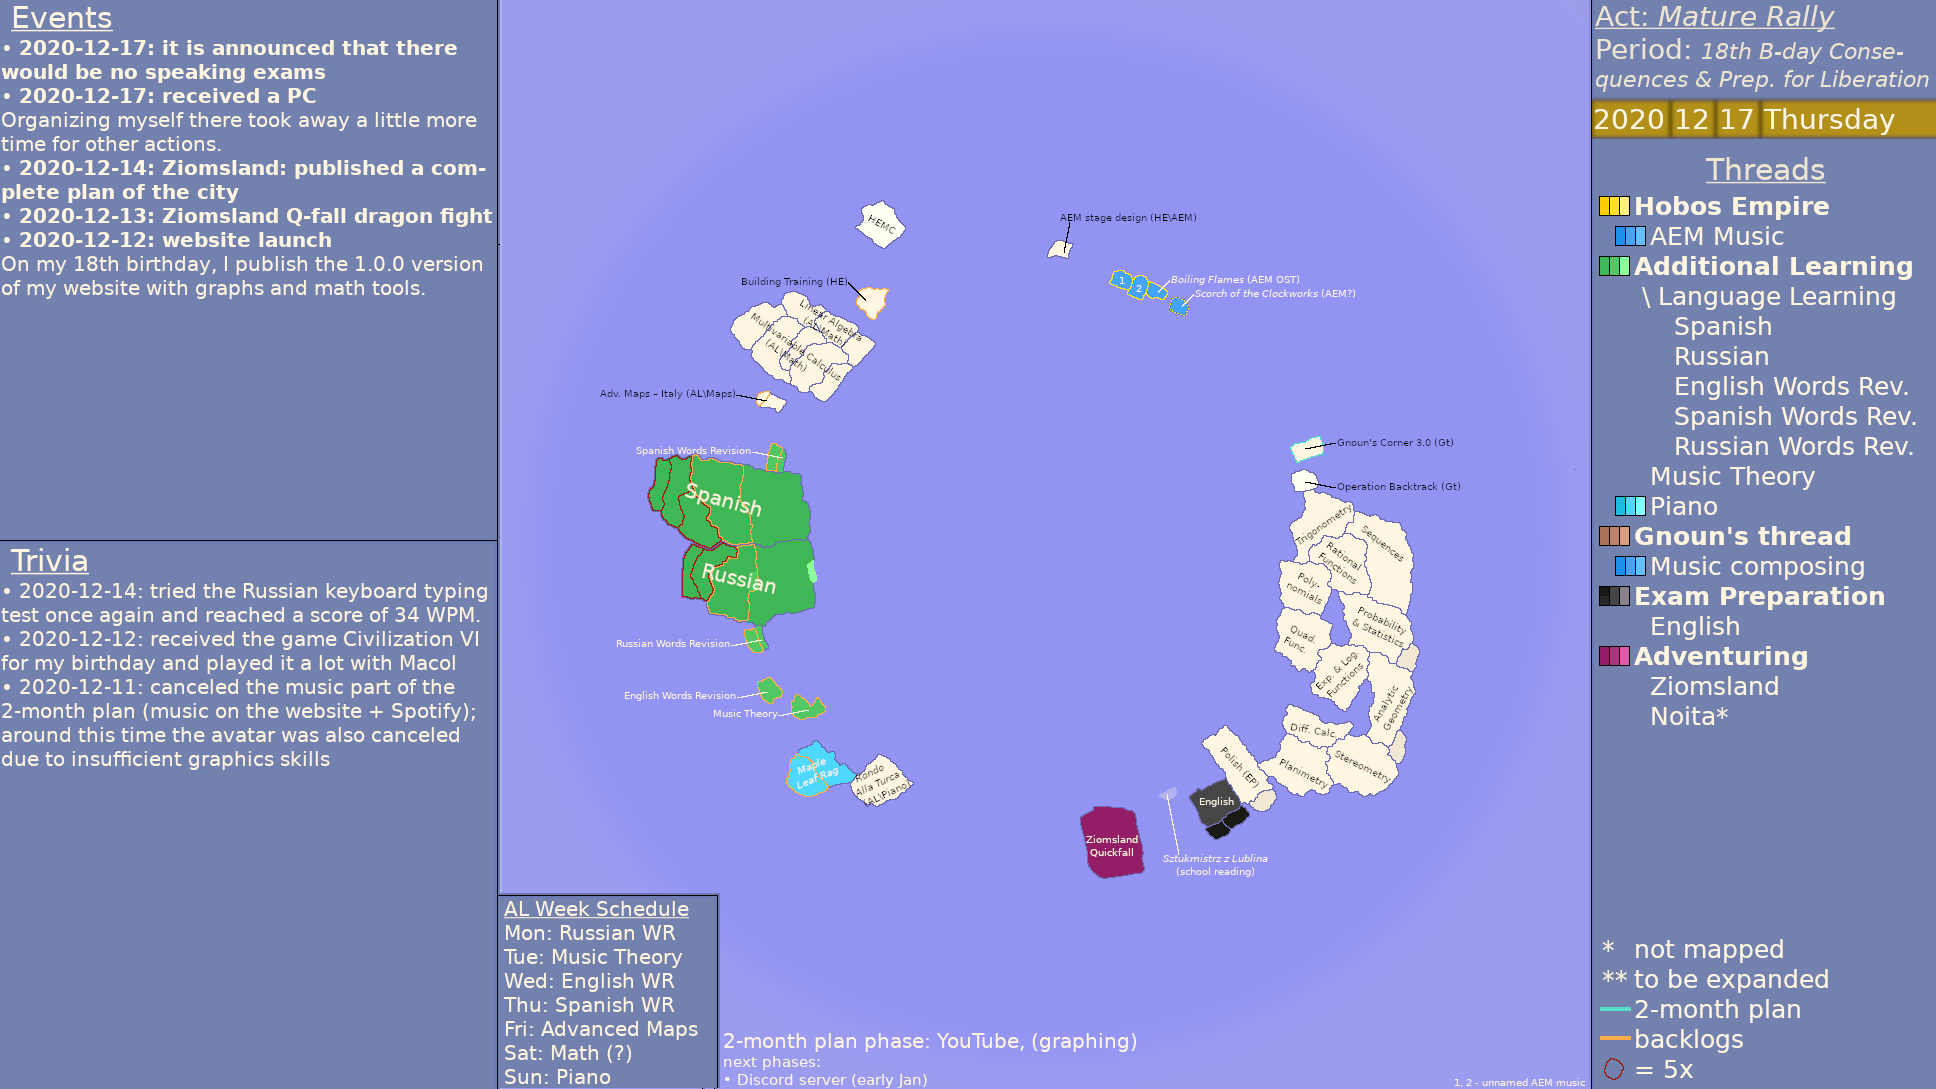 Events
• 2020-12-17: it is announced that there
would be no speaking exams
• 2020-12-17: received a PC
Organizing myself there took away a little more
time for other actions.
• 2020-12-14: Ziomsland: published a com-
plete plan of the city
• 2020-12-13: Ziomsland Q-fall dragon fight
• 2020-12-12: website launch
On my 18th birthday, I publish the 1.0.0 version
of my website with graphs and math tools.
Trivia
• 2020-12-14: tried the Russian keyboard typing
test once again and reached a score of 34 WPM.
• 2020-12-12: received the game Civilization VI
for my birthday and played it a lot with Macol
• 2020-12-11: canceled the music part of the
2-month plan (music on the website + Spotify);
around this time the avatar was also canceled
due to insufficient graphics skills
HEMC
Building Training (HE)
Linear Algebra
(AL\Math)
Multivariable Calculus
(AL\Math)
Adv. Maps – Italy (AL\Maps)
Spanish Words Revision
Spanish
Russian
Russian Words Revision
English Words Revision
Music Theory
Maple
Leaf Rag
Rondo
Alla Turca
(AL\Piano)
AEM stage design (HE\AEM)
1
2
Boiling Flames (AEM OST)
Scorch of the Clockworks (AEM?)
Gnoun's Corner 3.0 (Gt)
Operation Backtrack (Gt)
Trigonometry
Sequences
Rational
Functions
Poly-
nomials
Probability
& Statistics
Quad.
Func.
Exp. & Log.
Functions
Analytic
Geometry
Diff. Calc.
Stereometry
Planimetry
Polish (EP)
English
Ziomsland
Quickfall
Sztukmistrz z Lublina
(school reading)
AL Week Schedule
Mon: Russian WR
Tue: Music Theory
Wed: English WR
Thu: Spanish WR
Fri: Advanced Maps
Sat: Math (?)
Sun: Piano
2-month plan phase: YouTube, (graphing)
next phases:
• Discord server (early Jan)
1, 2 - unnamed AEM music
Act: Mature Rally
Period: 18th B-day Conse-
quences & Prep. for Liberation
2020 12 17 Thursday
Threads
Hobos Empire
AEM Music
Additional Learning
\ Language Learning
Spanish
Russian
English Words Rev.
Spanish Words Rev.
Russian Words Rev.
Music Theory
Piano
Gnoun's thread
Music composing
Exam Preparation
English
Adventuring
Ziomsland
Noita*
* not mapped
** to be expanded
2-month plan
backlogs
= 5x